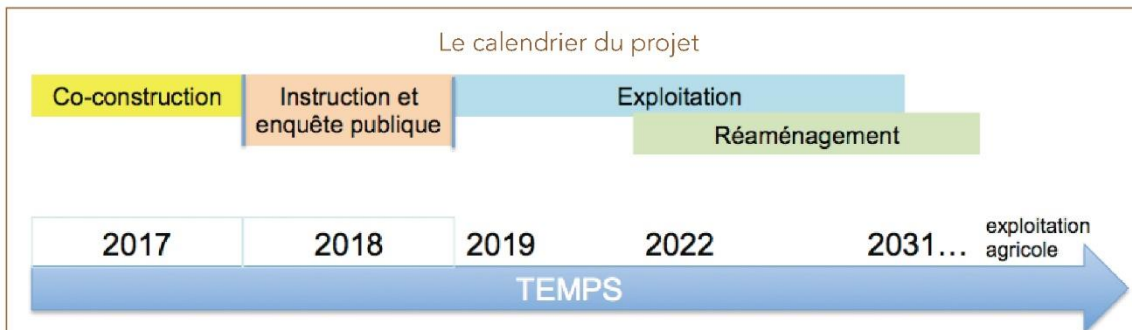 Le calendrier du projet
Co-construction
Instruction et
enquête publique
Exploitation
Réaménagement
2017
2018
2019
2022
2031...
exploitation
agricole
TEMPS